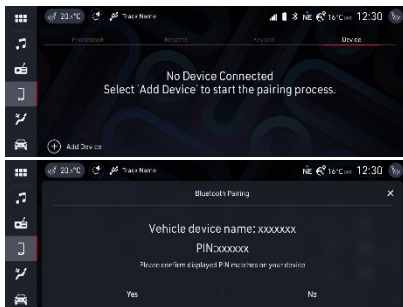 20.5°C Track Name NE 16°C 12:30
Phonebook Recents Keypad Device
No Device Connected
Select 'Add Device' to start the pairing process.
Add Device
20.5°C Track Name NE 16°C 12:30
Bluetooth Pairing X
Vehicle device name: xxxxxxx
PIN:xxxxxx
Please confirm displayed PIN matches on your device
Yes No